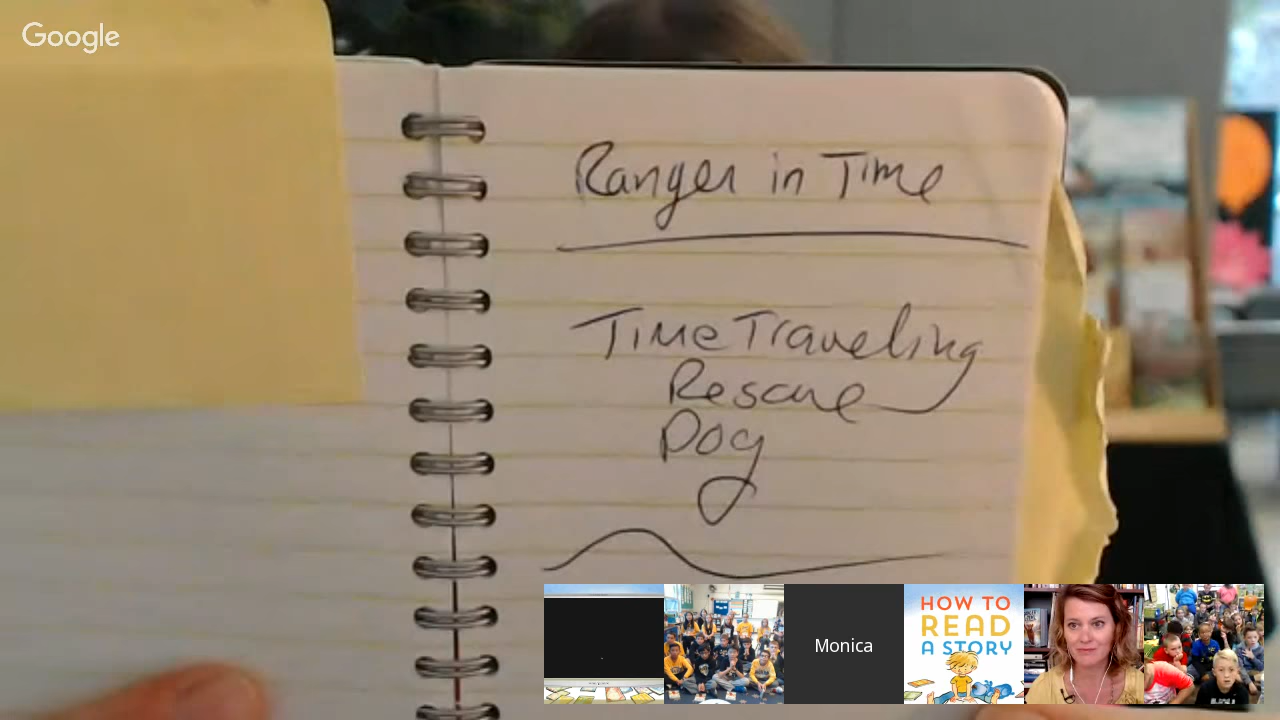 Google
Ranger in Time
Time Traveling
Rescue
Dog
Monica
HOW TO
READ
A STORY